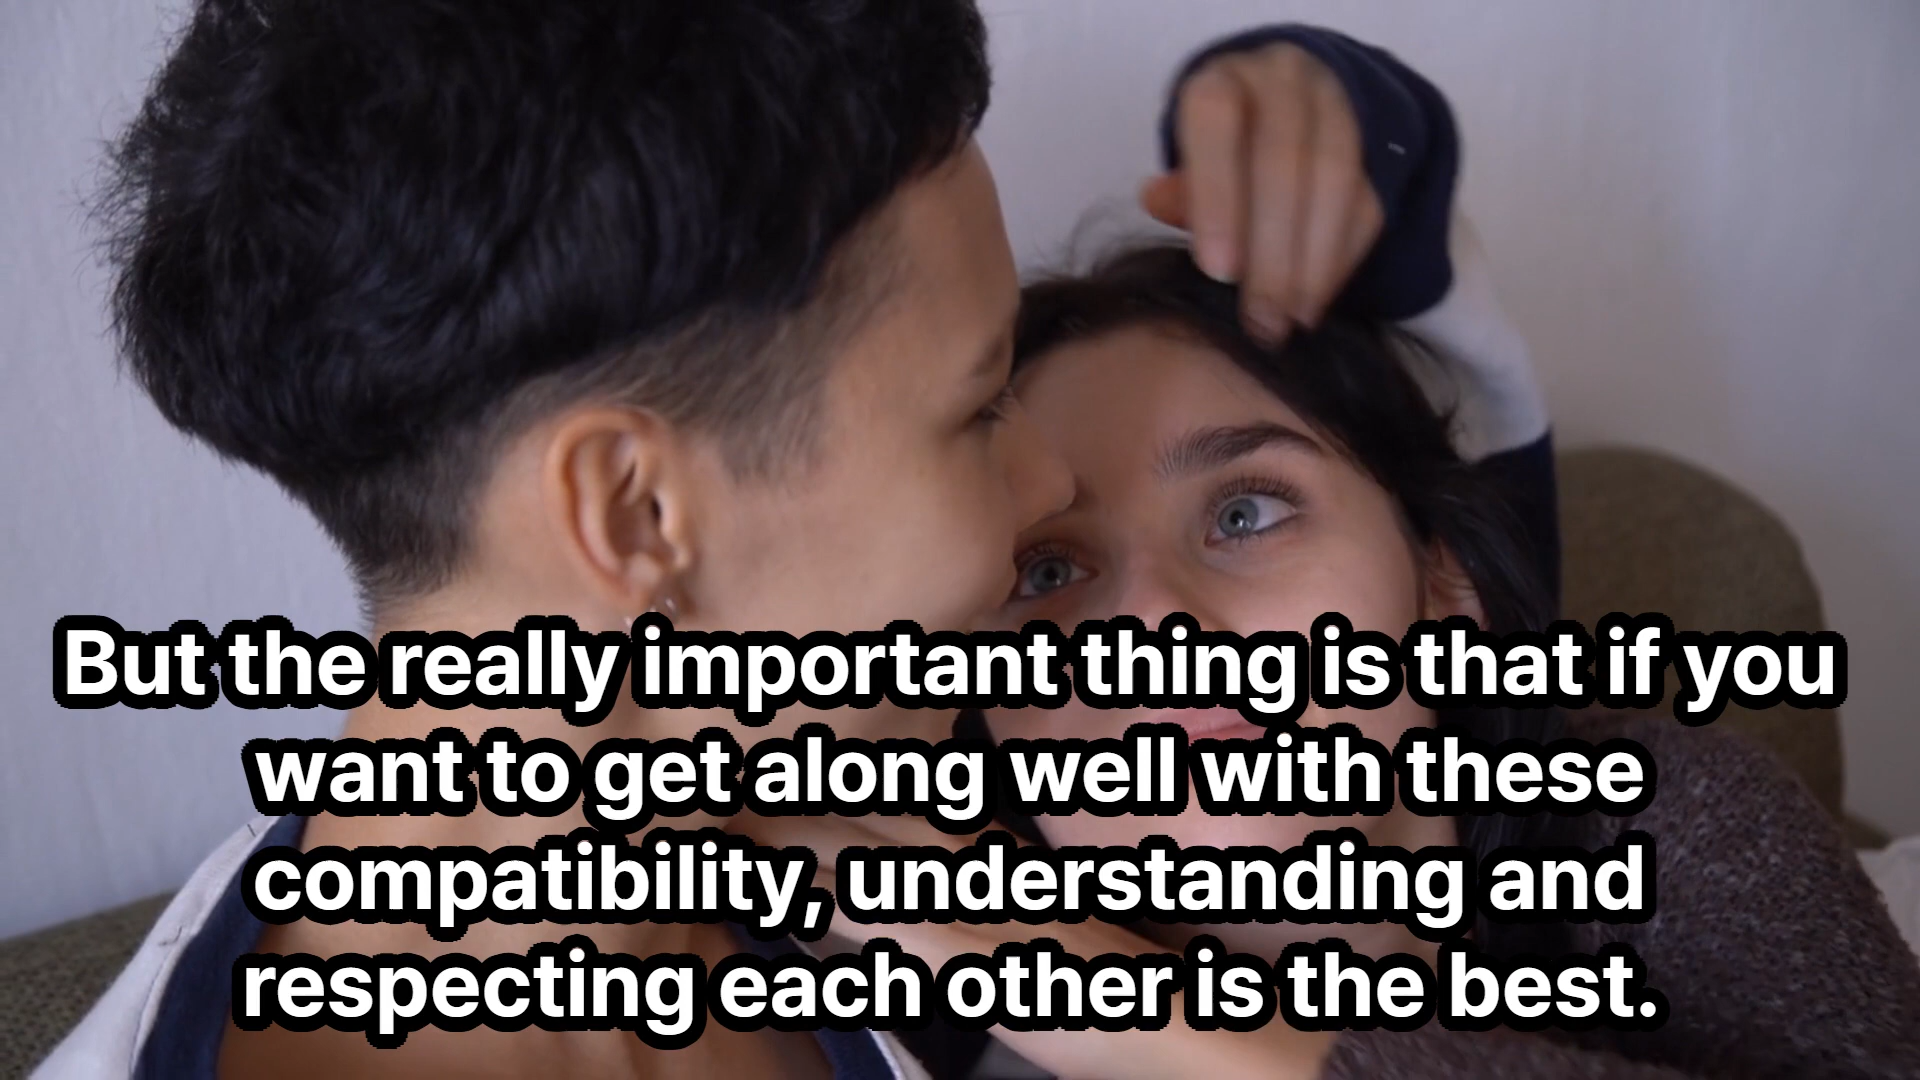 But the really important thing is that if you
want to get along well with these
compatibility, understanding and
respecting each other is the best.